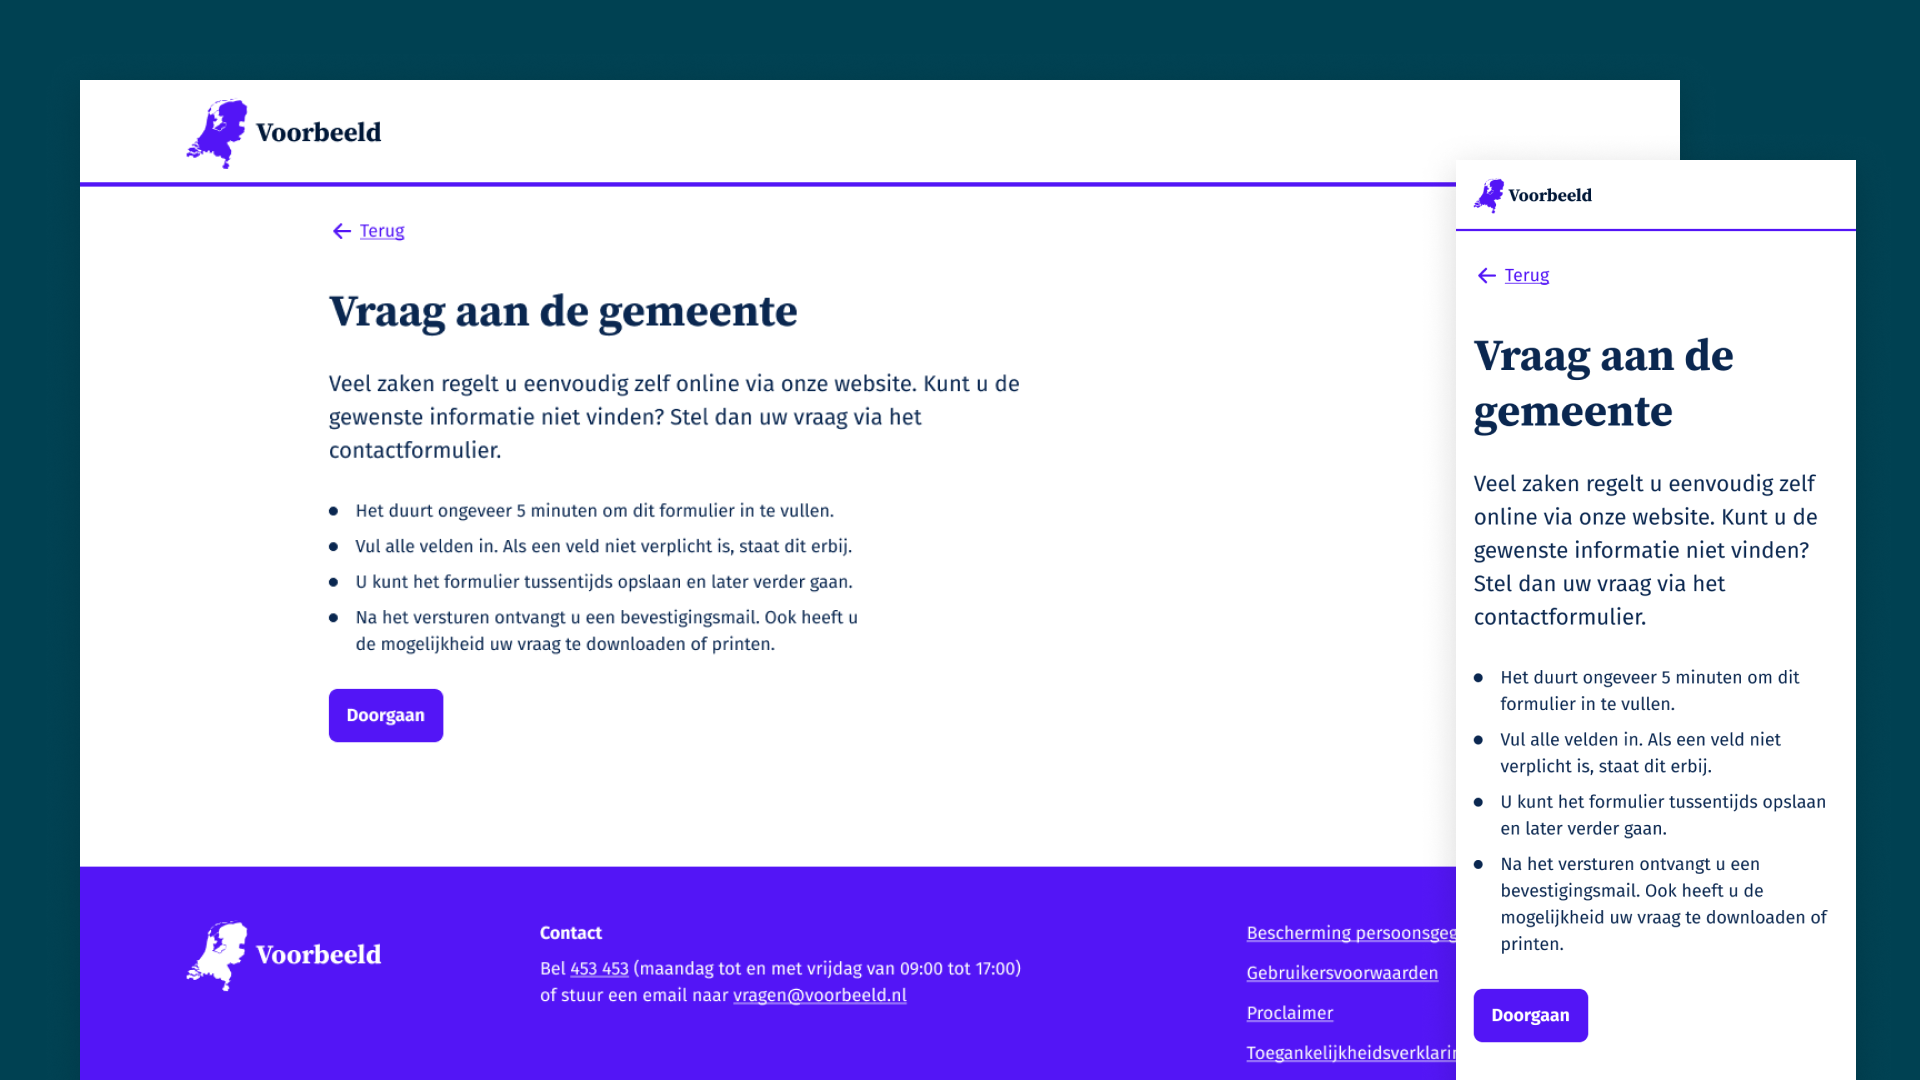 Voorbeeld
Terug
Vraag aan de gemeente
Veel zaken regelt u eenvoudig zelf online via onze website. Kunt u de
gewenste informatie niet vinden? Stel dan uw vraag via het
contactformulier.
Het duurt ongeveer 5 minuten om dit formulier in te vullen.
Vul alle velden in. Als een veld niet verplicht is, staat dit erbij.
U kunt het formulier tussentijds opslaan en later verder gaan.
Na het versturen ontvangt u een bevestigingsmail. Ook heeft u
de mogelijkheid uw vraag te downloaden of printen.
Doorgaan
Voorbeeld
Contact
Bel 453 453 (maandag tot en met vrijdag van 09:00 tot 17:00)
of stuur een email naar vragen@voorbeeld.nl
Bescherming
Gebruikersvoorwaarden
Proclaimer
Voorbeeld
Terug
Vraag aan de
gemeente
Veel zaken regelt u eenvoudig zelf
online via onze website. Kunt u de
gewenste informatie niet vinden?
Stel dan uw vraag via het
contactformulier.
Het duurt ongeveer 5 minuten om dit
formulier in te vullen.
Vul alle velden in. Als een veld niet
verplicht is, staat dit erbij.
U kunt het formulier tussentijds opslaan
en later verder gaan.
Na het versturen ontvangt u een
bevestigingsmail. Ook heeft u de
mogelijkheid uw vraag te downloaden of
printen.
Doorgaan